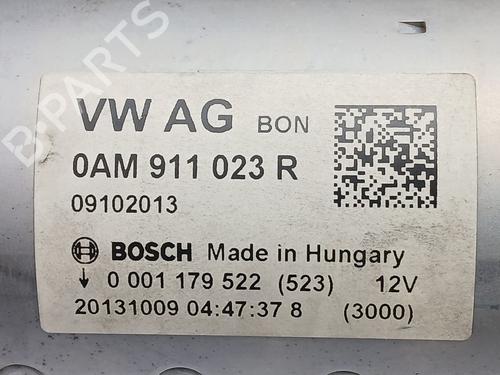 B-PARTS
VW AG BON
0AM 911 023 R
09102013
BOSCH Made in Hungary
↓ 0 001 179 522 (523) 12V
20131009 04:47:37 8 (3000)